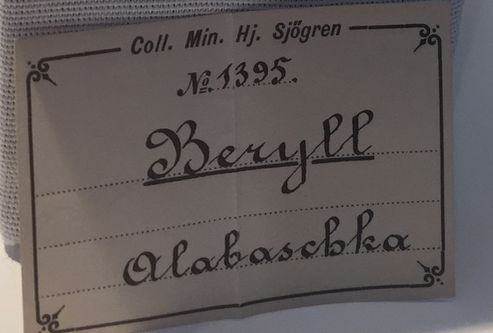 Coll. Min. Hj. Sjögren
No. 1395.
Beryll
Alabaschka